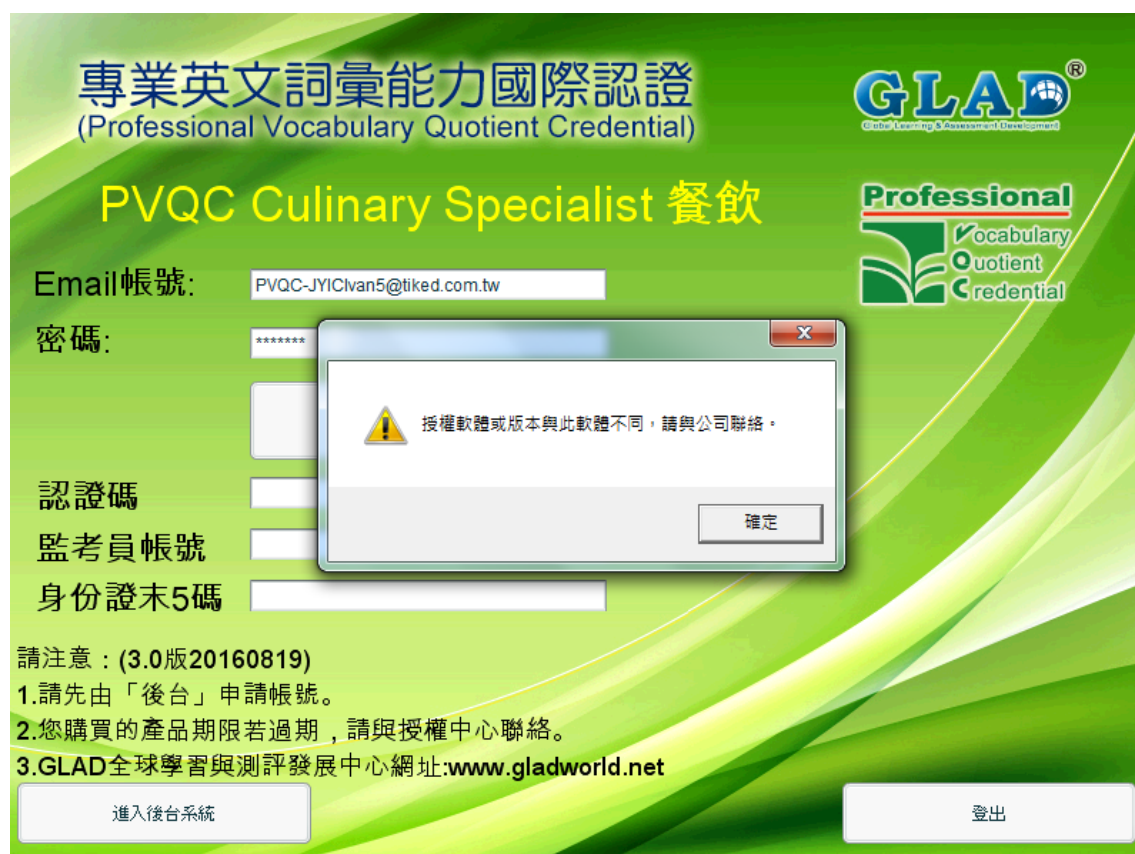 專業英文詞彙能力國際認證
(Professional Vocabulary Quotient Credential)
GLAD®
Global Learning & Assessment Development
PVQC Culinary Specialist 餐飲
Professional
Vocabulary
Quotient
Credential
Email帳號:
PVQC-JYICIvan5@tiked.com.tw
密碼:
*******
X
授權軟體或版本與此軟體不同，請與公司聯絡。
確定
認證碼
監考員帳號
身份證末5碼
請注意：(3.0版20160819)
1.請先由「後台」申請帳號。
2.您購買的產品期限若過期，請與授權中心聯絡。
3.GLAD全球學習與測評發展中心網址:www.gladworld.net
進入後台系統
登出